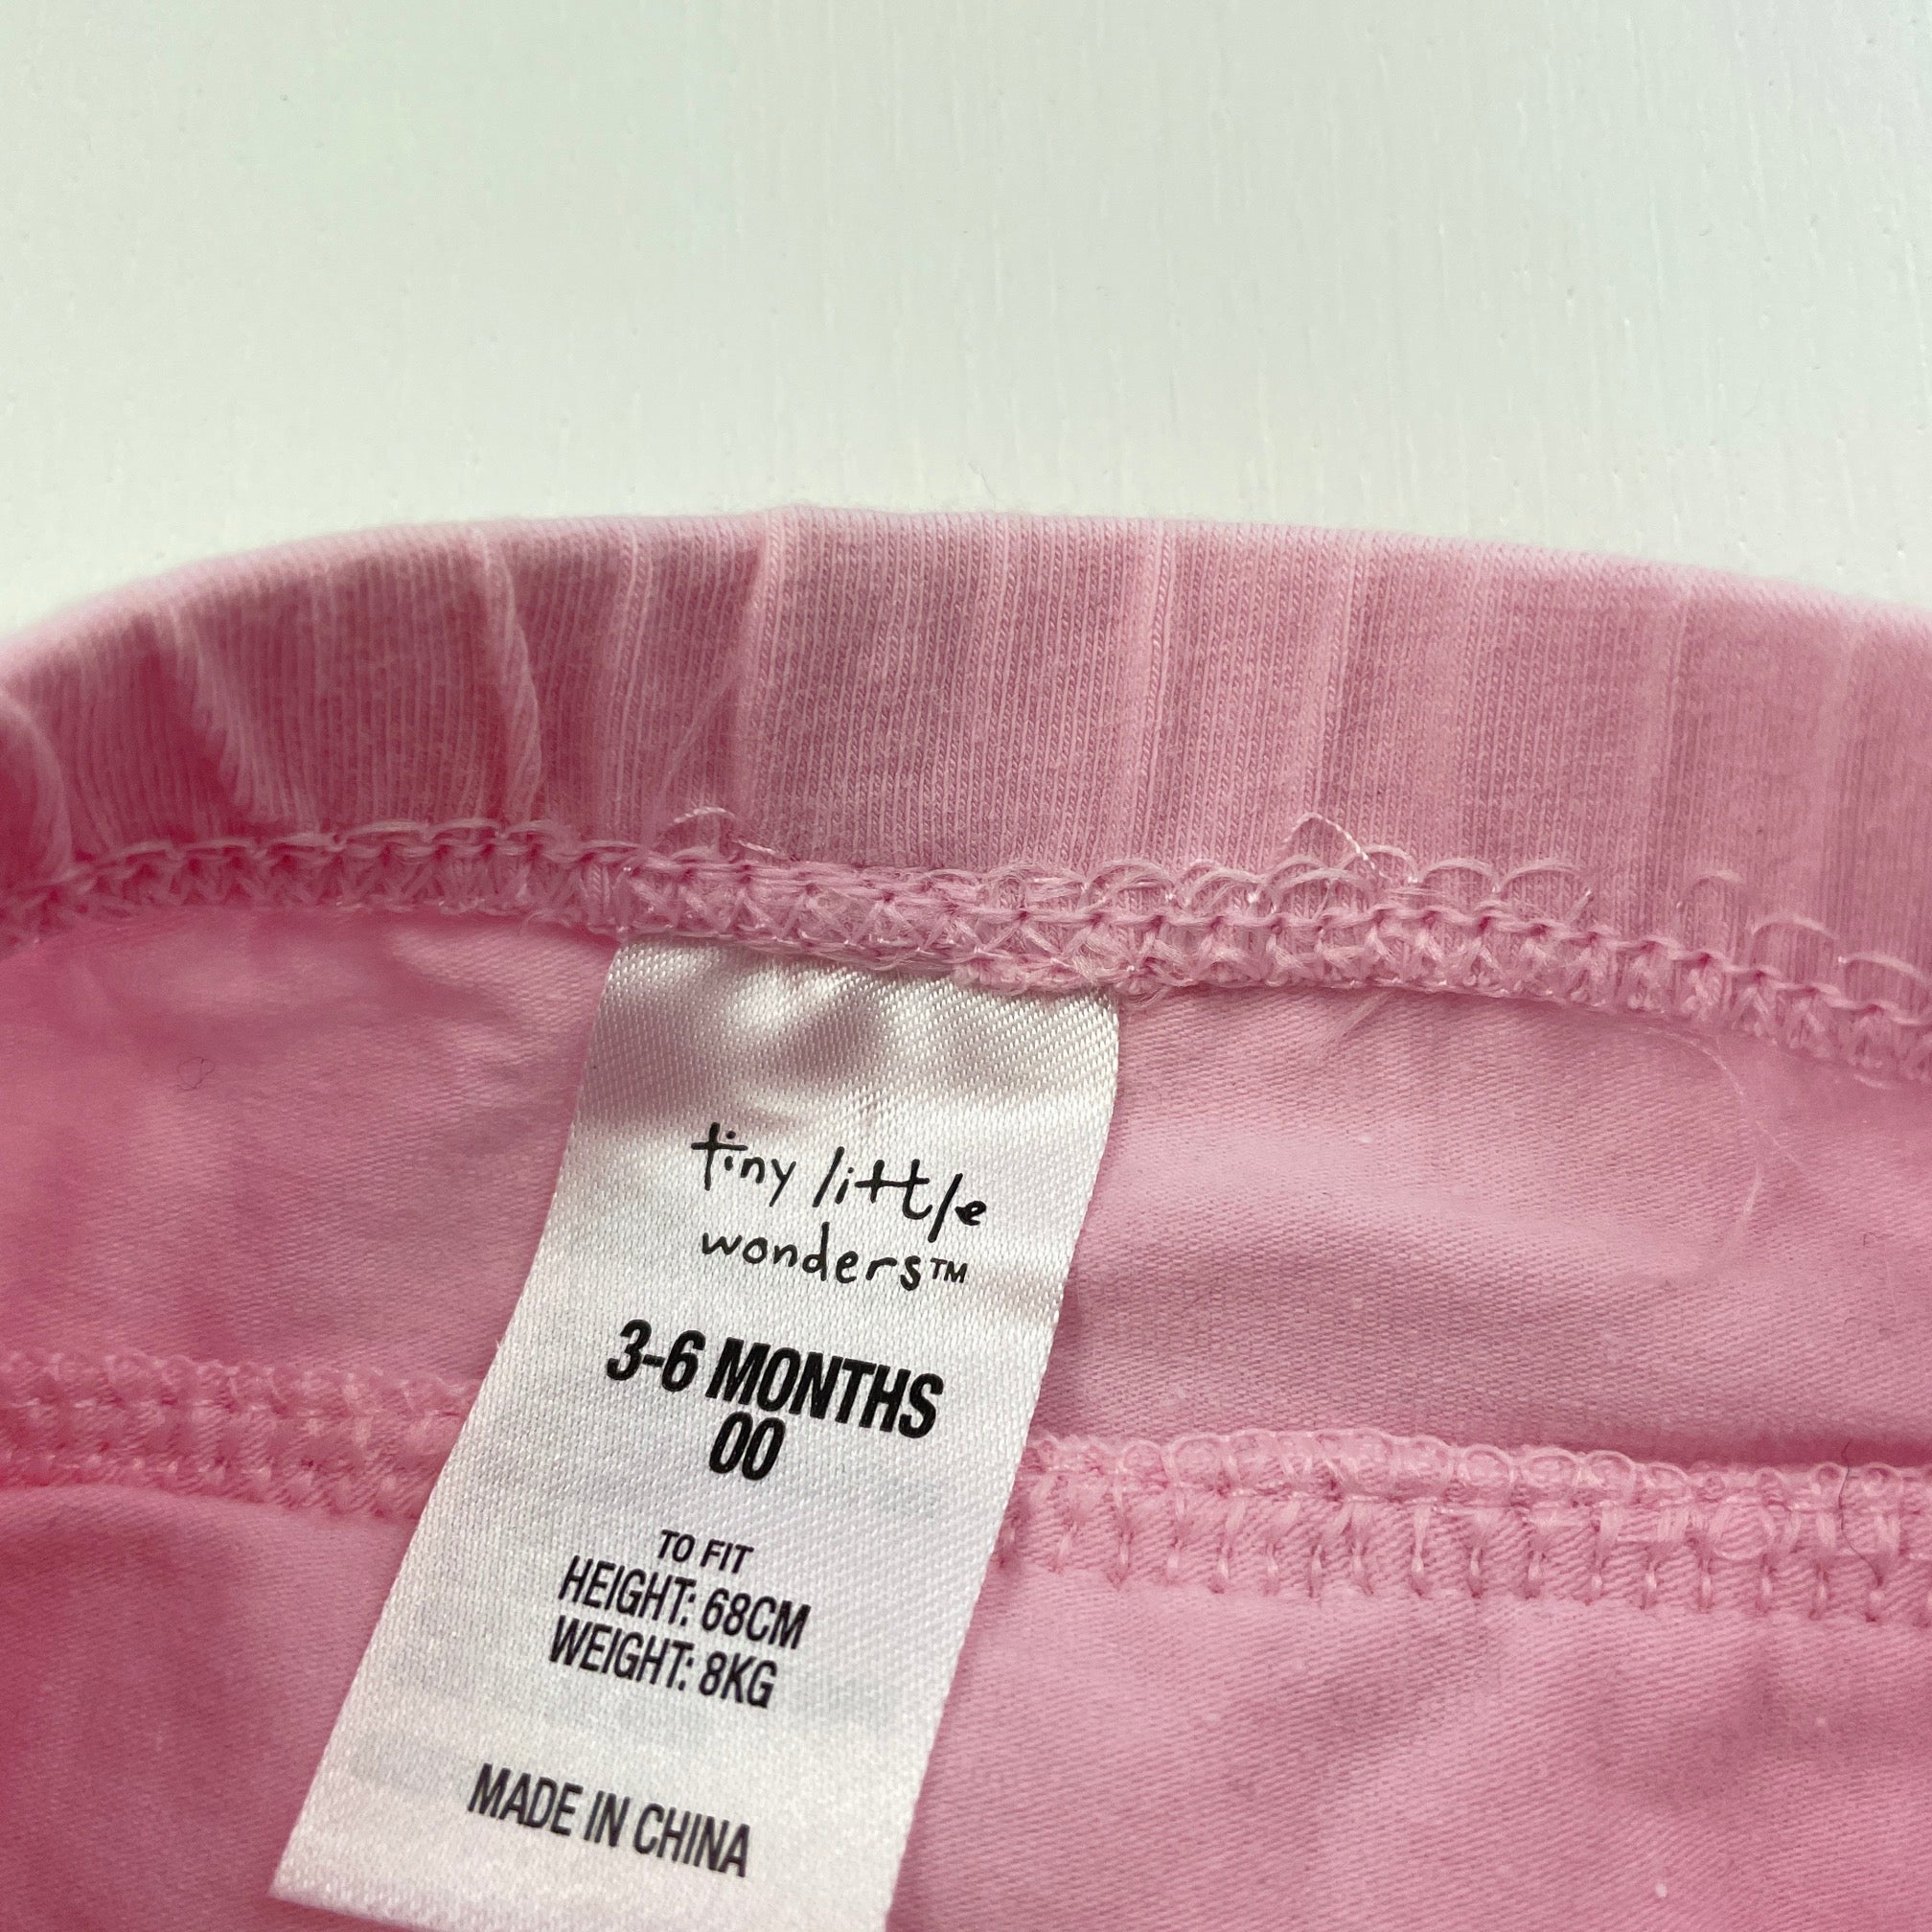 tiny little
wonders™
3-6 MONTHS
00
TO FIT
HEIGHT: 68CM
WEIGHT: 8KG
MADE IN CHINA